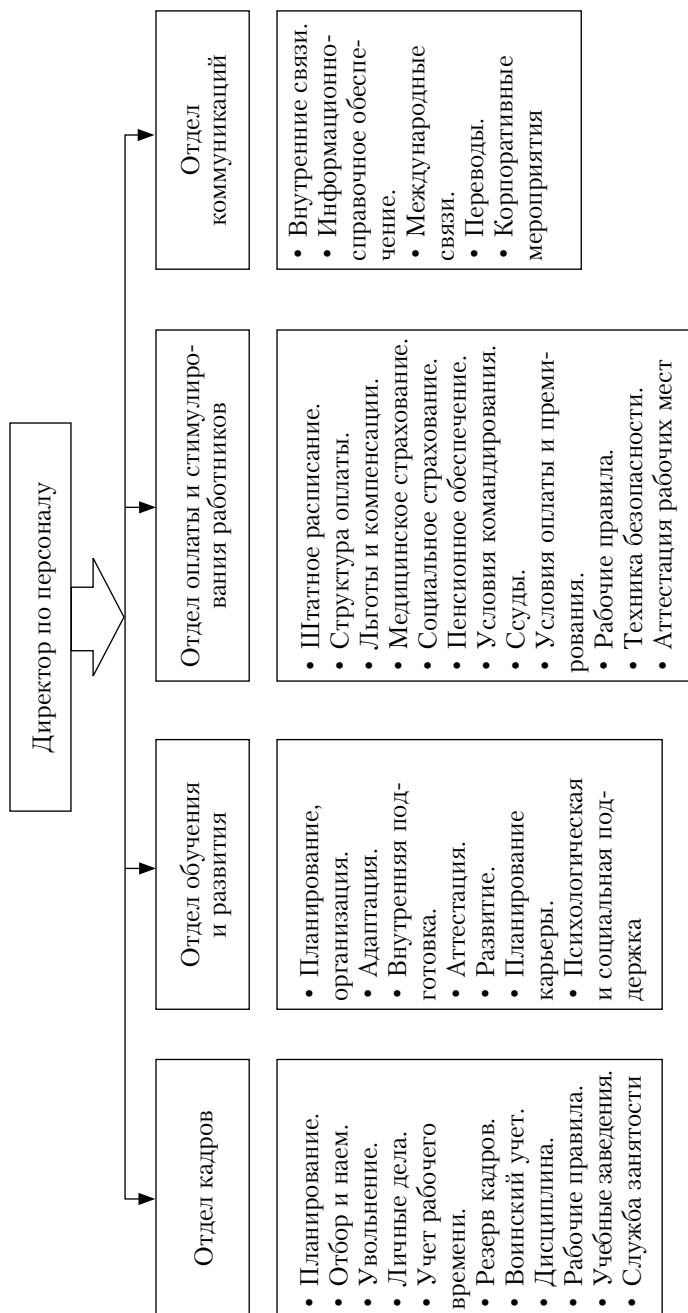 Директор по персоналу
Отдел кадров
• Планирование.
• Отбор и наем.
• Увольнение.
• Личные дела.
• Учет рабочего
времени.
• Резерв кадров.
• Воинский учет.
• Дисциплина.
• Рабочие правила.
• Учебные заведения.
• Служба занятости
Отдел обучения
и развития
• Планирование,
организация.
• Адаптация.
• Внутренняя под-
готовка.
• Аттестация.
• Развитие.
• Планирование
карьеры.
• Психологическая
и социальная под-
держка
Отдел оплаты и стимулиро-
вания работников
• Штатное расписание.
• Структура оплаты.
• Льготы и компенсации.
• Медицинское страхование.
• Социальное страхование.
• Пенсионное обеспечение.
• Условия командирования.
• Ссуды.
• Условия оплаты и преми-
рования.
• Рабочие правила.
• Техника безопасности.
• Аттестация рабочих мест
Отдел
коммуникаций
• Внутренние связи.
• Информационно-
справочное обеспе-
чение.
• Международные
связи.
• Переводы.
• Корпоративные
мероприятия